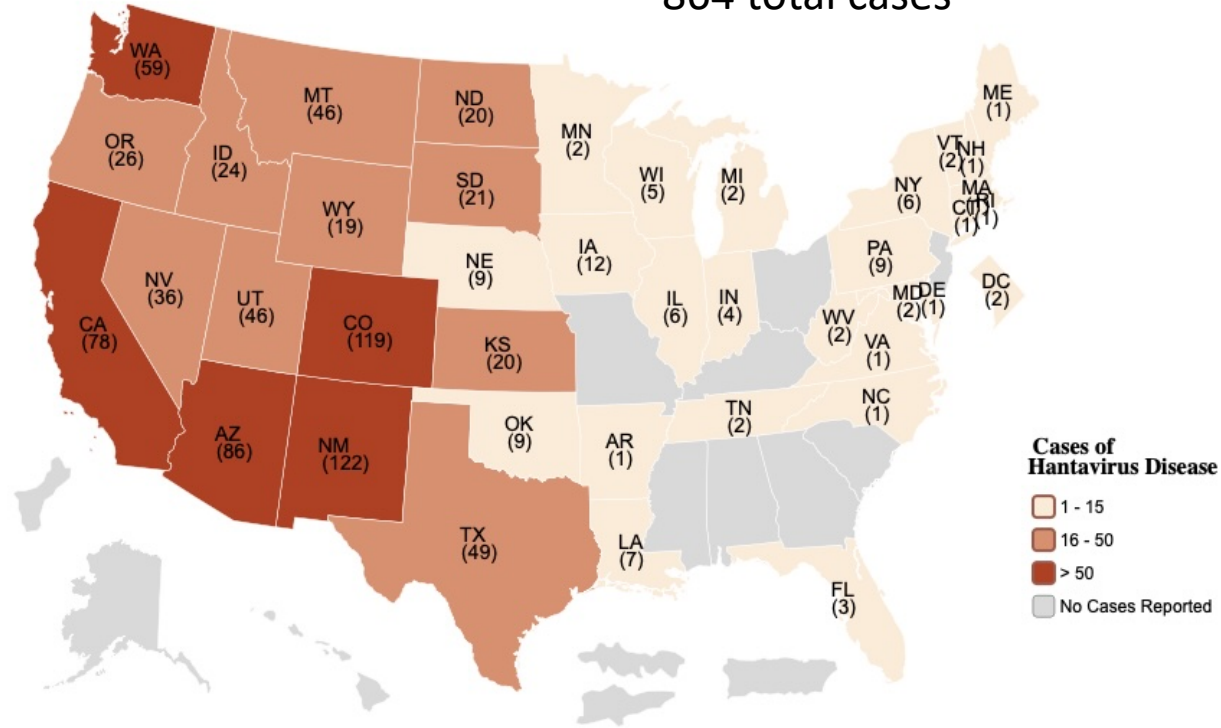 864 total cases
WA
(59)
MT
(46)
ND
(20)
MN
(2)
ME
(1)
OR
(26)
ID
(24)
SD
(21)
WI
(5)
MI
(2)
VT
(2)
NH
(1)
WY
(19)
NY
(6)
MA
RI
(1)
CT
(1)
NE
(9)
IA
(12)
PA
(9)
NV
(36)
UT
(46)
IL
(6)
IN
(4)
MD
(2)
DE
(1)
DC
(2)
CA
(78)
CO
(119)
KS
(20)
WV
(2)
VA
(1)
AZ
(86)
NM
(122)
OK
(9)
AR
(1)
TN
(2)
NC
(1)
TX
(49)
LA
(7)
FL
(3)
Cases of
Hantavirus Disease
1 - 15
16 - 50
> 50
No Cases Reported